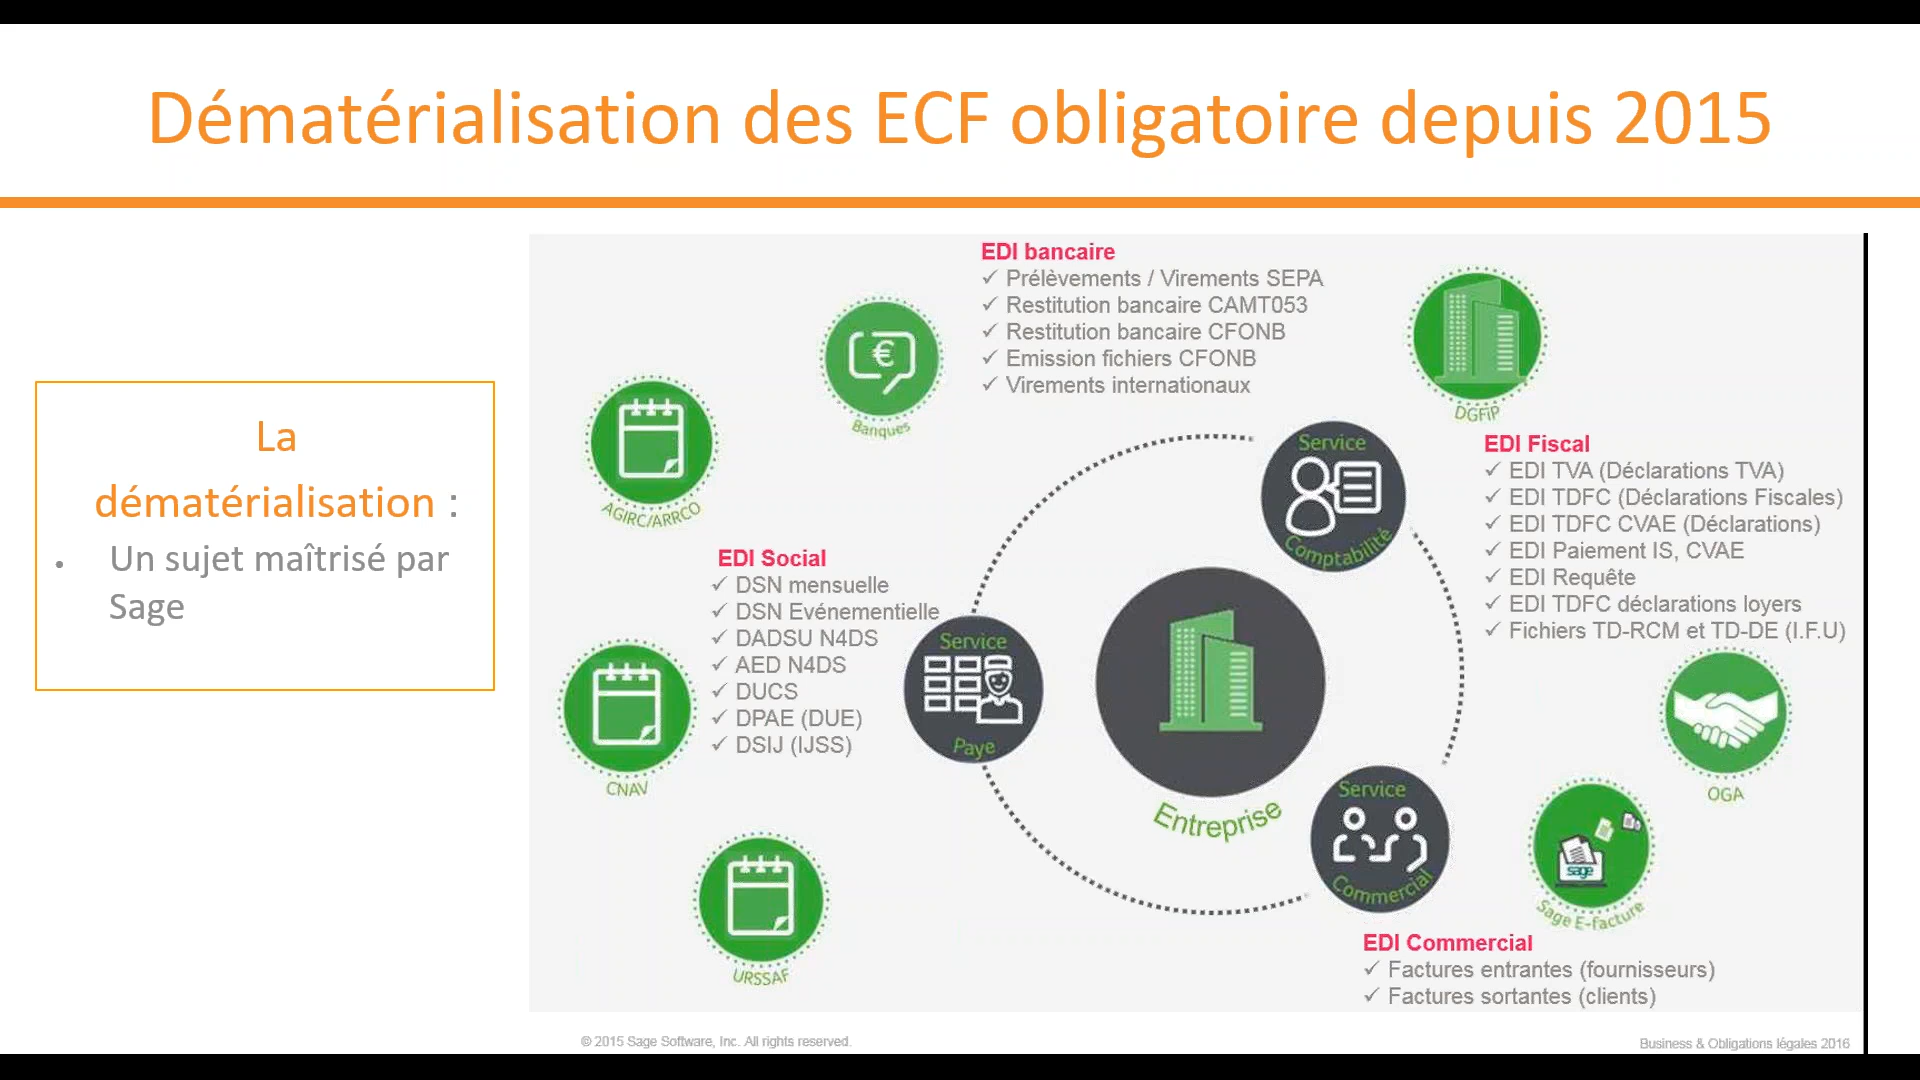 Dématérialisation des ECF obligatoire depuis 2015
La
dématérialisation :
• Un sujet maîtrisé par
Sage
EDI bancaire
✓ Prélèvements / Virements SEPA
✓ Restitution bancaire CAMT053
✓ Restitution bancaire CFONB
✓ Emission fichiers CFONB
✓ Virements internationaux
Banques
DGFiP
AGIRC/ARRCO
Service
Comptabilité
EDI Fiscal
✓ EDI TVA (Déclarations TVA)
✓ EDI TDFC (Déclarations Fiscales)
✓ EDI TDFC CVAE (Déclarations)
✓ EDI Paiement IS, CVAE
✓ EDI Requête
✓ EDI TDFC déclarations loyers
✓ Fichiers TD-RCM et TD-DE (I.F.U)
EDI Social
✓ DSN mensuelle
✓ DSN Evénementielle
✓ DADSU N4DS
✓ AED N4DS
✓ DUCS
✓ DPAE (DUE)
✓ DSIJ (IJSS)
Service
Paye
CNAV
Entreprise
OGA
Service
Commercial
sage
Sage E-facture
URSSAF
EDI Commercial
✓ Factures entrantes (fournisseurs)
✓ Factures sortantes (clients)
© 2015 Sage Software, Inc. All rights reserved.
Business & Obligations légales 2016